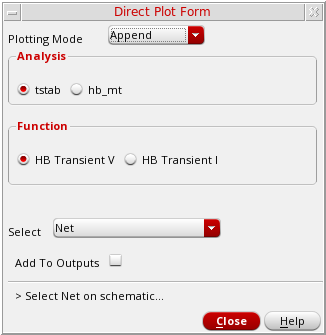 Direct Plot Form
Plotting Mode Append
Analysis
tstab hb_mt
Function
HB Transient V HB Transient I
Select Net
Add To Outputs
> Select Net on schematic...
Close Help